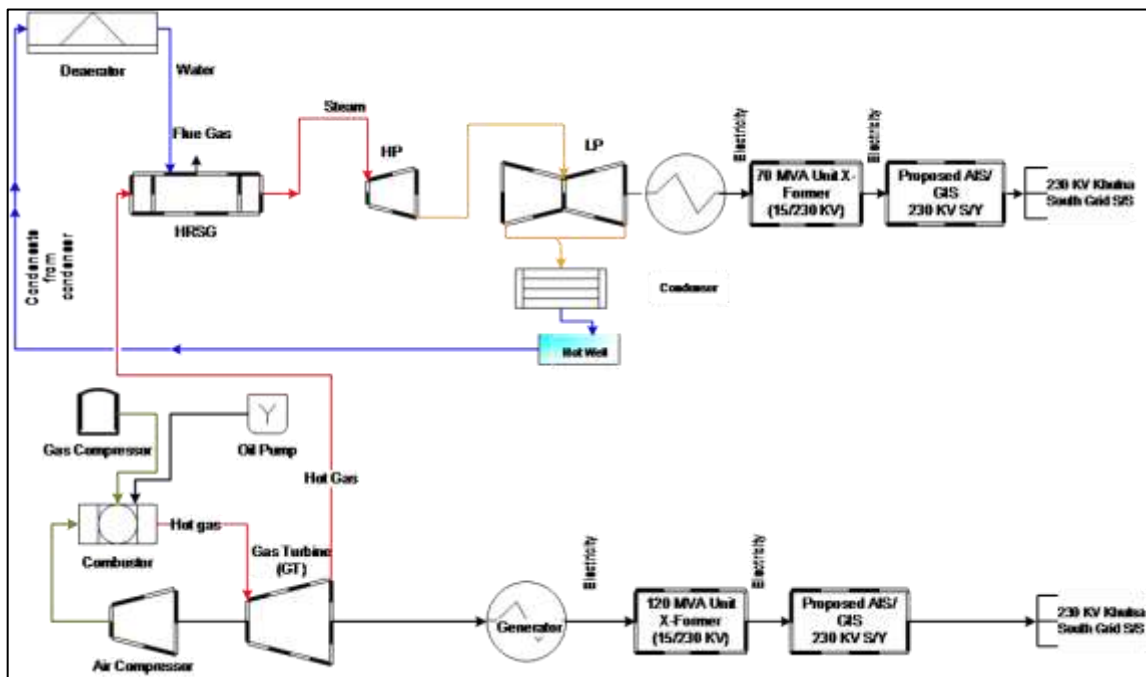 Deaerator
Water
Flue Gas
HRSG
Steam
HP
LP
Electricity
70 MVA Unit X-
Former
(15/230 KV)
Electricity
Proposed AIS/
GIS
230 KV S/Y
230 KV Khulna
South Grid S/S
Condensate
from
condenser
Condenser
Hot Well
Gas Compressor
Oil Pump
Hot Gas
Hot gas
Combustor
Gas Turbine
(GT)
Air Compressor
Generator
Electricity
120 MVA Unit
X-Former
(15/230 KV)
Electricity
Proposed AIS/
GIS
230 KV S/Y
230 KV Khulna
South Grid S/S